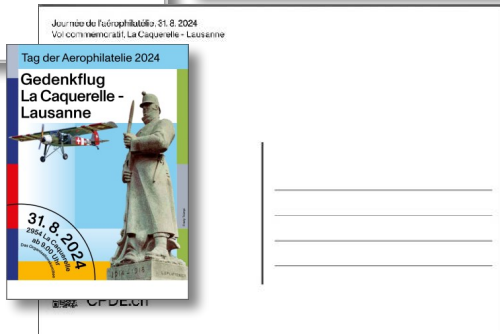 Journée de l'aérophilatélie, 31. 8. 2024
Vol commémoratif, La Caquerelle - Lausanne
Tag der Aerophilatelie 2024
Gedenkflug
La Caquerelle -
Lausanne
31. 8. 2024
2954 La Caquerelle
ab 9.00 Uhr
CPDE.ch